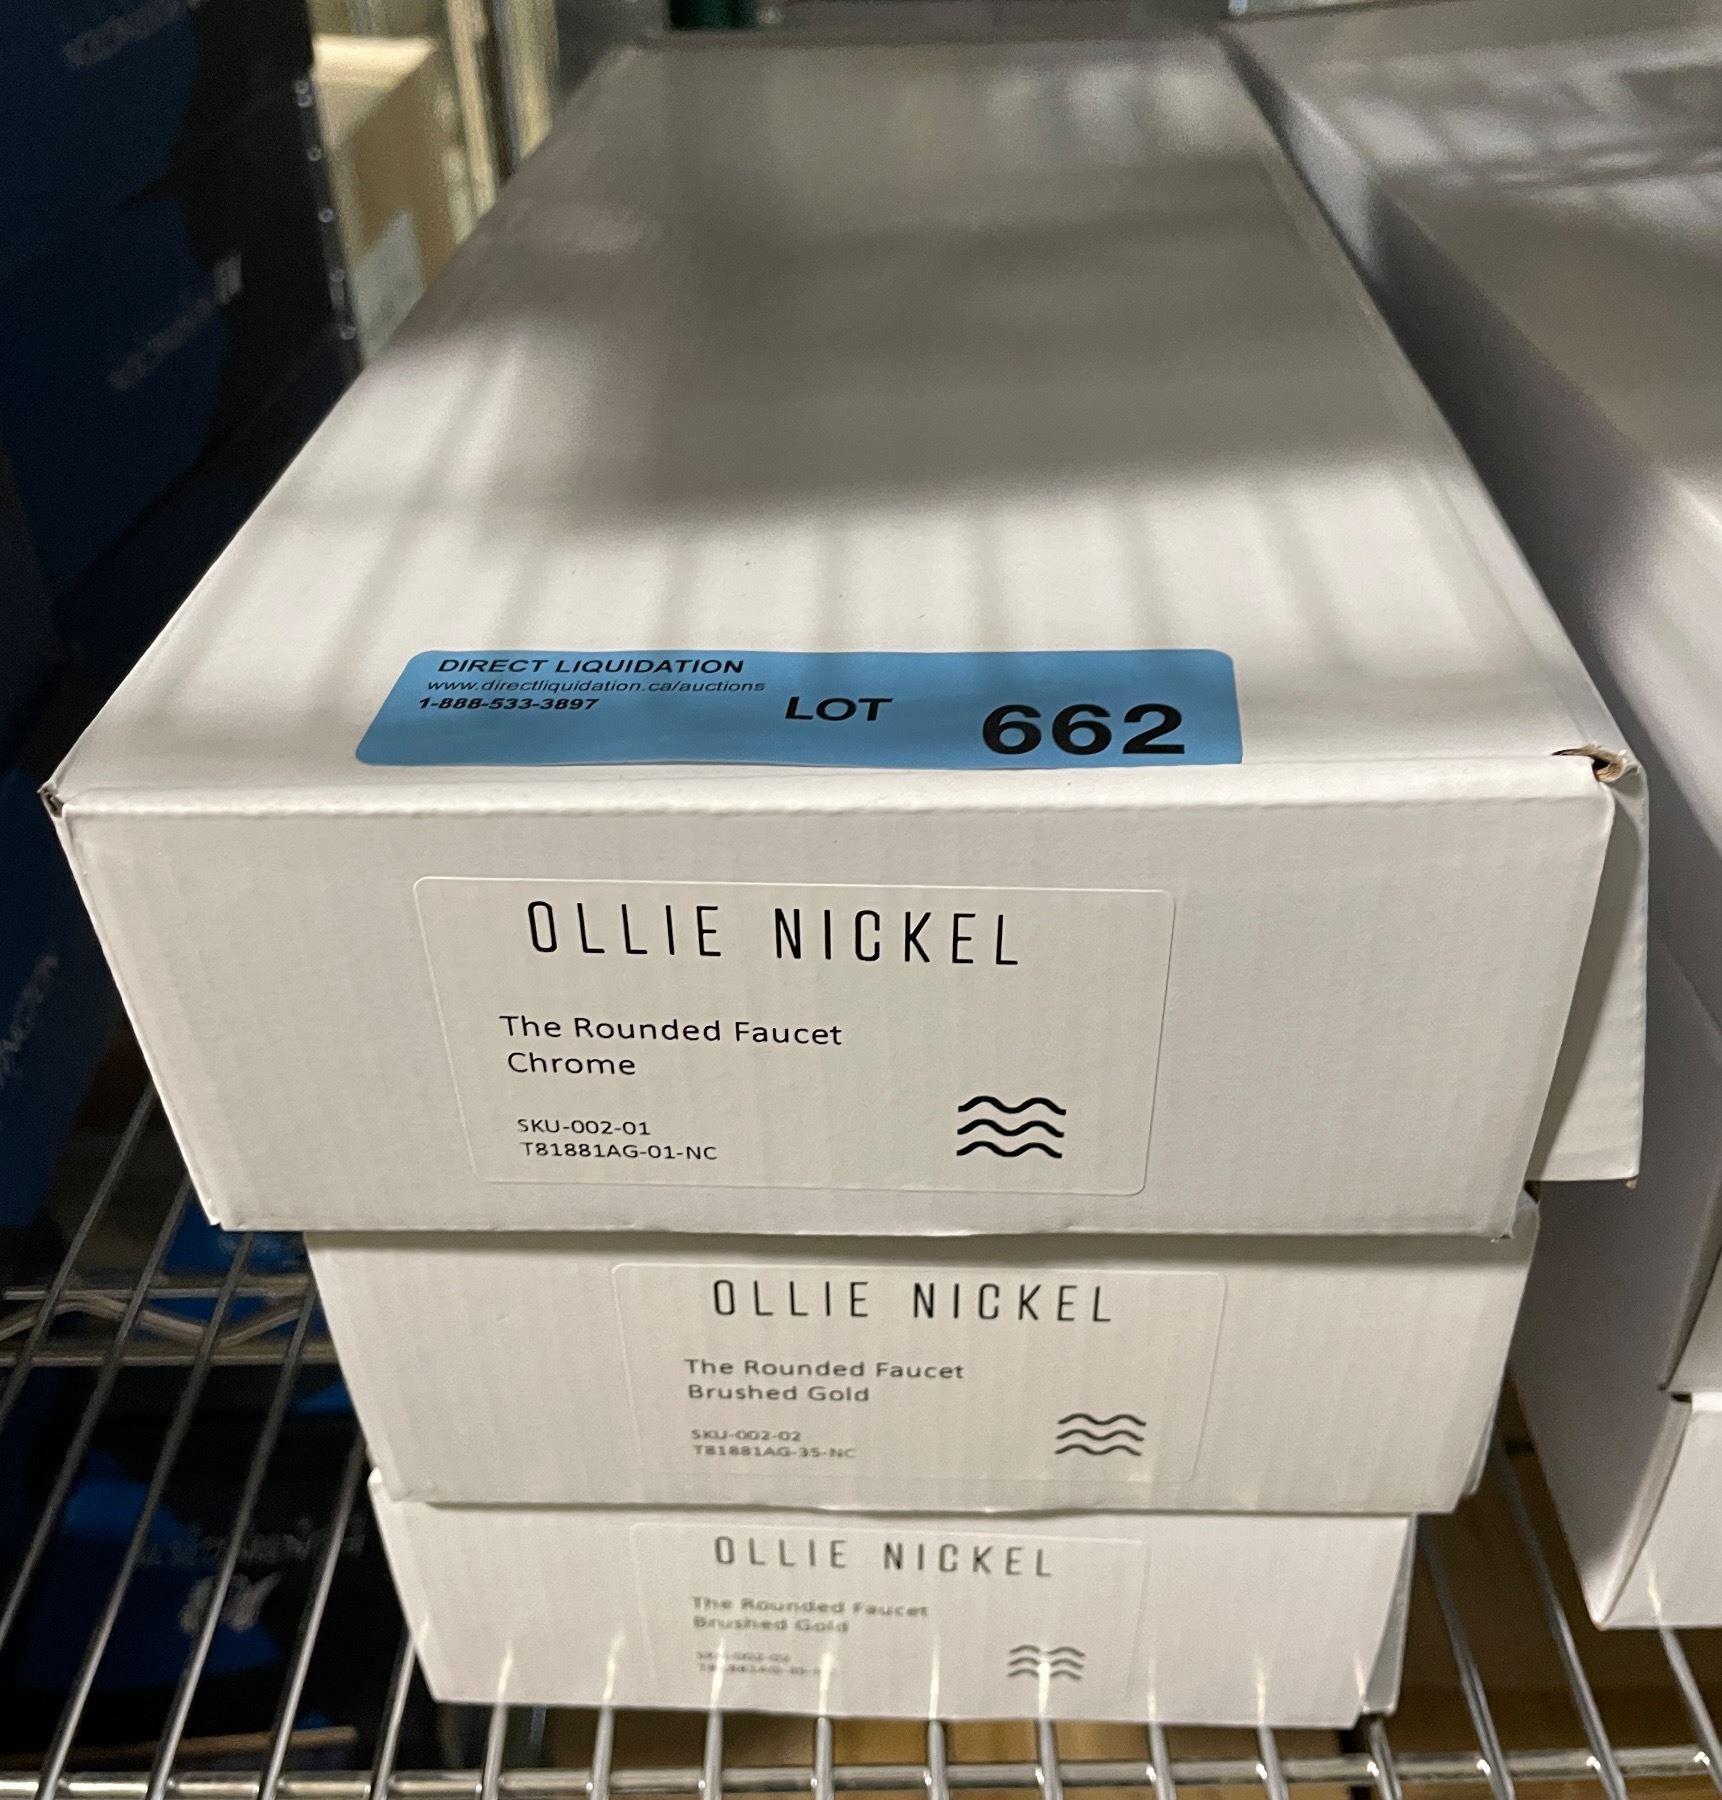 DIRECT LIQUIDATION
www.directliquidation.ca/auctions
1-888-533-3897
LOT 662
OLLIE NICKEL
The Rounded Faucet
Chrome
SKU-002-01
T81881AG-01-NC
OLLIE NICKEL
The Rounded Faucet
Brushed Gold
SKU-002-02
T81881AG-35-NC
OLLIE NICKEL
The Rounded Faucet
Brushed Gold